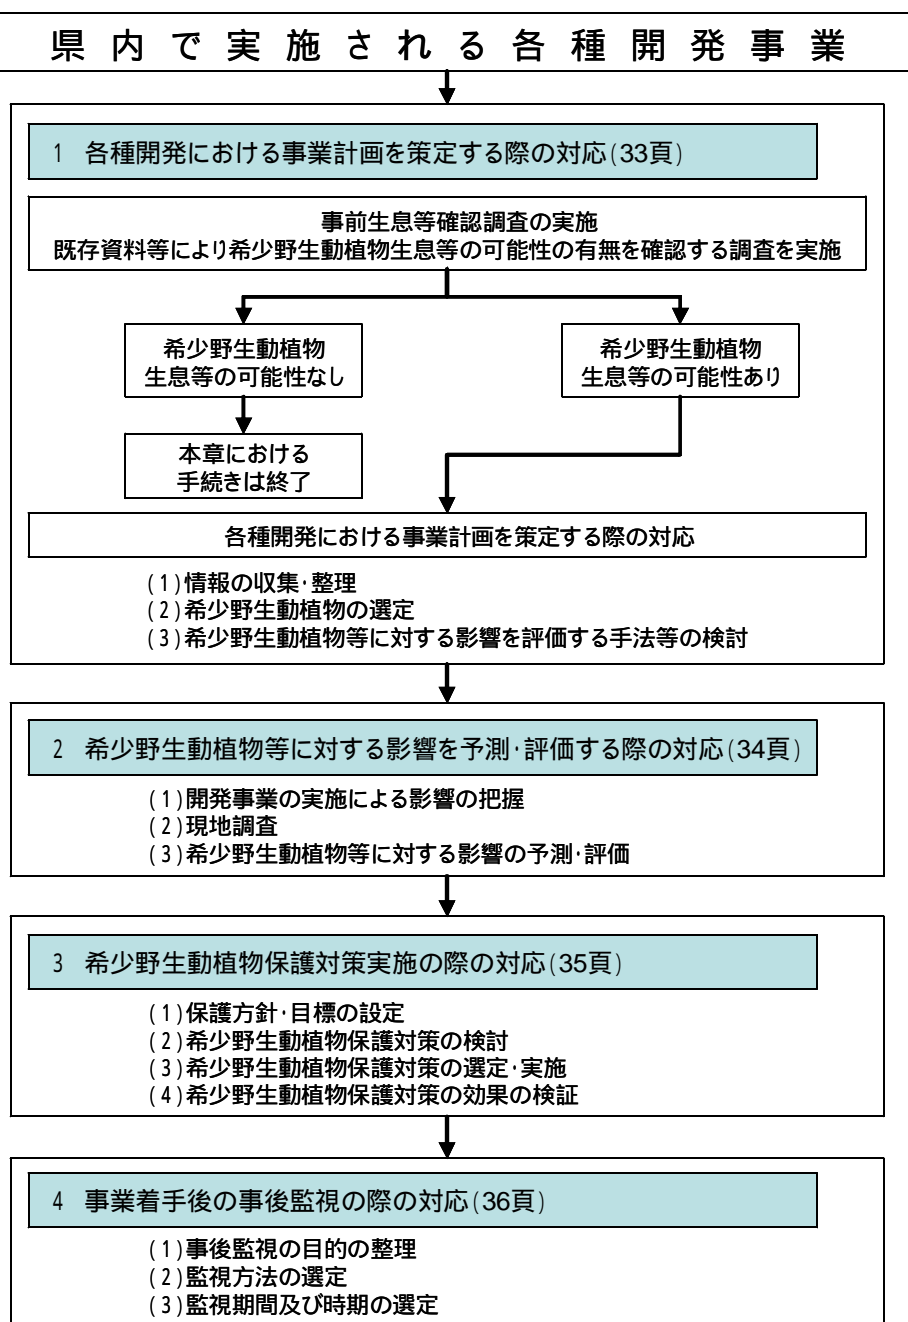 県内で実施される各種開発事業
1 各種開発における事業計画を策定する際の対応(33頁)
事前生息等確認調査の実施
既存資料等により希少野生動植物生息等の可能性の有無を確認する調査を実施
希少野生動植物
生息等の可能性なし
希少野生動植物
生息等の可能性あり
本章における
手続きは終了
各種開発における事業計画を策定する際の対応
(1)情報の収集・整理
(2)希少野生動植物の選定
(3)希少野生動植物等に対する影響を評価する手法等の検討
2 希少野生動植物等に対する影響を予測・評価する際の対応(34頁)
(1)開発事業の実施による影響の把握
(2)現地調査
(3)希少野生動植物等に対する影響の予測・評価
3 希少野生動植物保護対策実施の際の対応(35頁)
(1)保護方針・目標の設定
(2)希少野生動植物保護対策の検討
(3)希少野生動植物保護対策の選定・実施
(4)希少野生動植物保護対策の効果の検証
4 事業着手後の事後監視の際の対応(36頁)
(1)事後監視の目的の整理
(2)監視方法の選定
(3)監視期間及び時期の選定